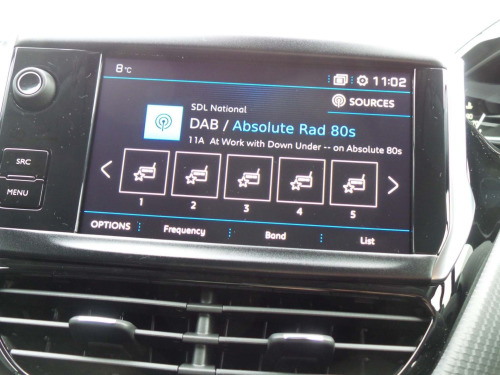 8°C
11:02
SOURCES
SDL National
DAB / Absolute Rad 80s
11A At Work with Down Under -- on Absolute 80s
SRC
MENU
1 2 3 4 5
OPTIONS Frequency Band List